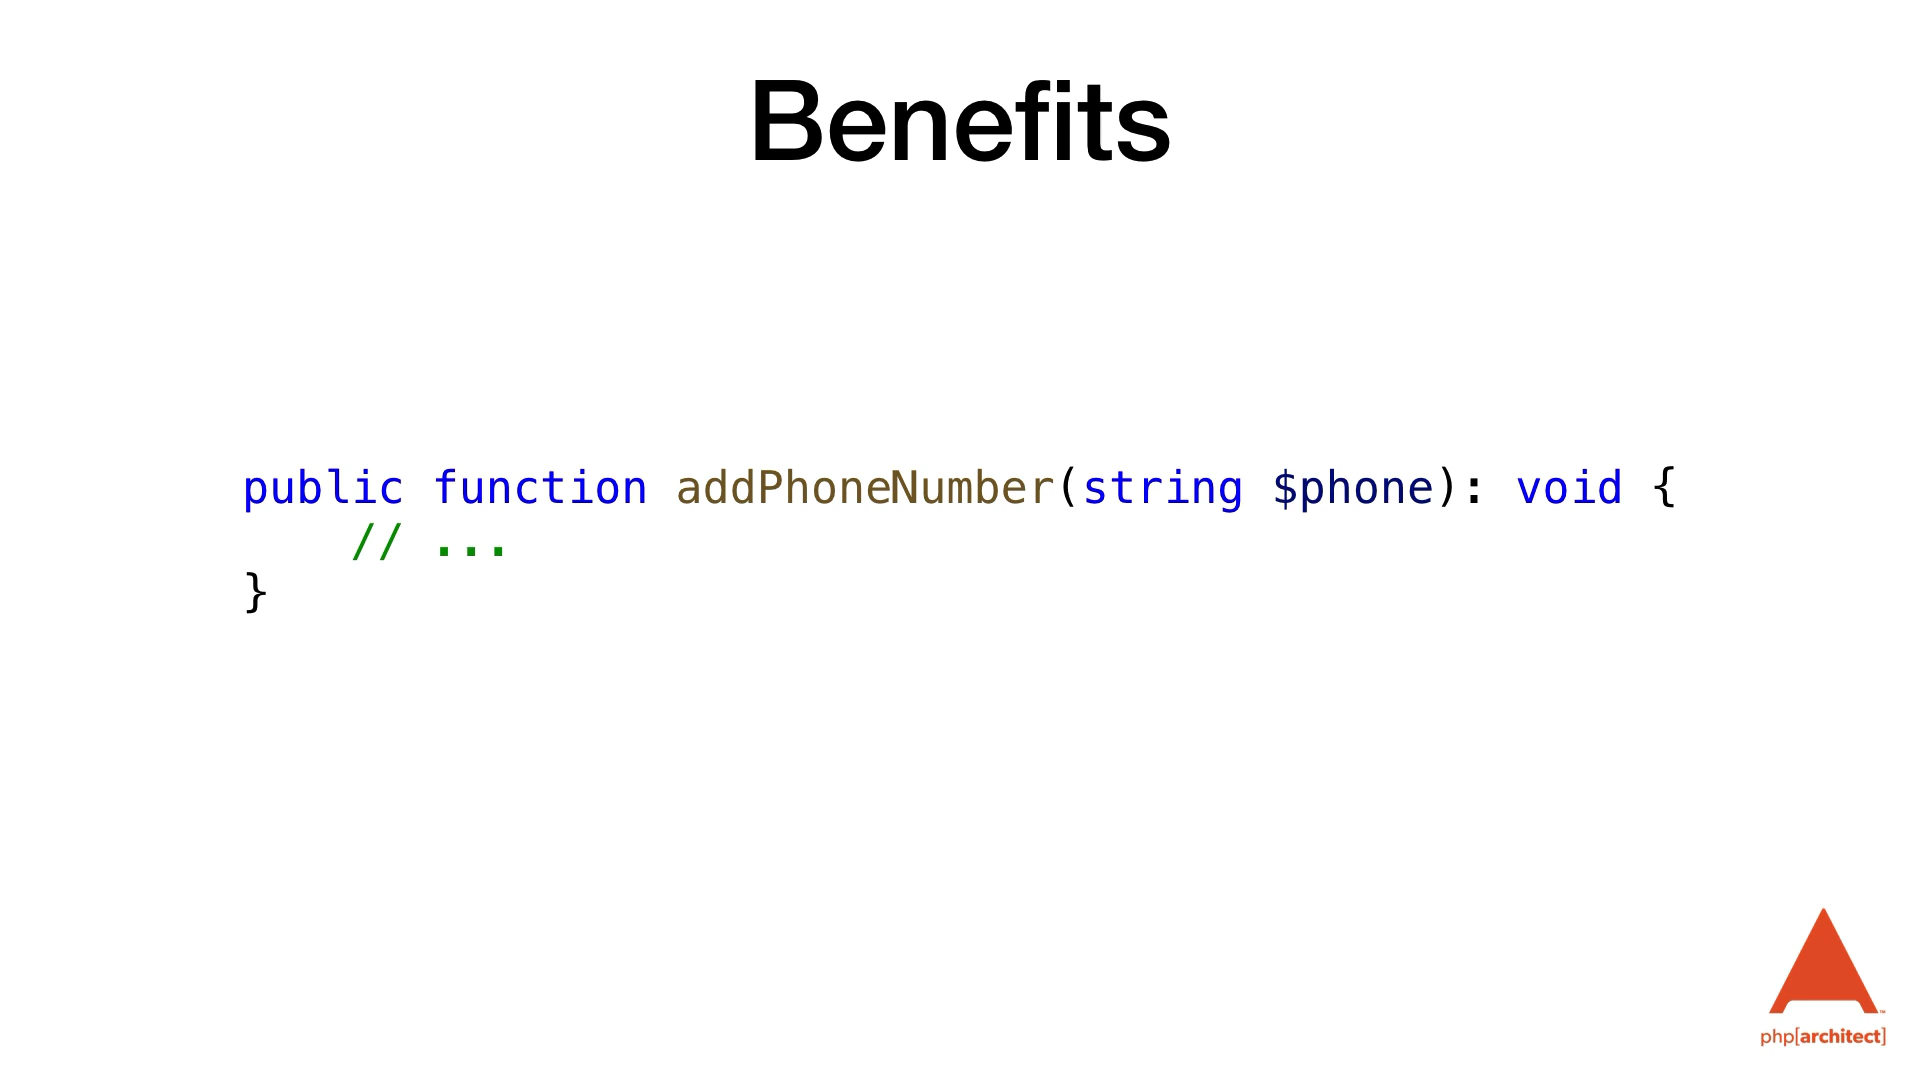 Benefits
public function addPhoneNumber(string $phone): void {
    // ...
}
php[architect]